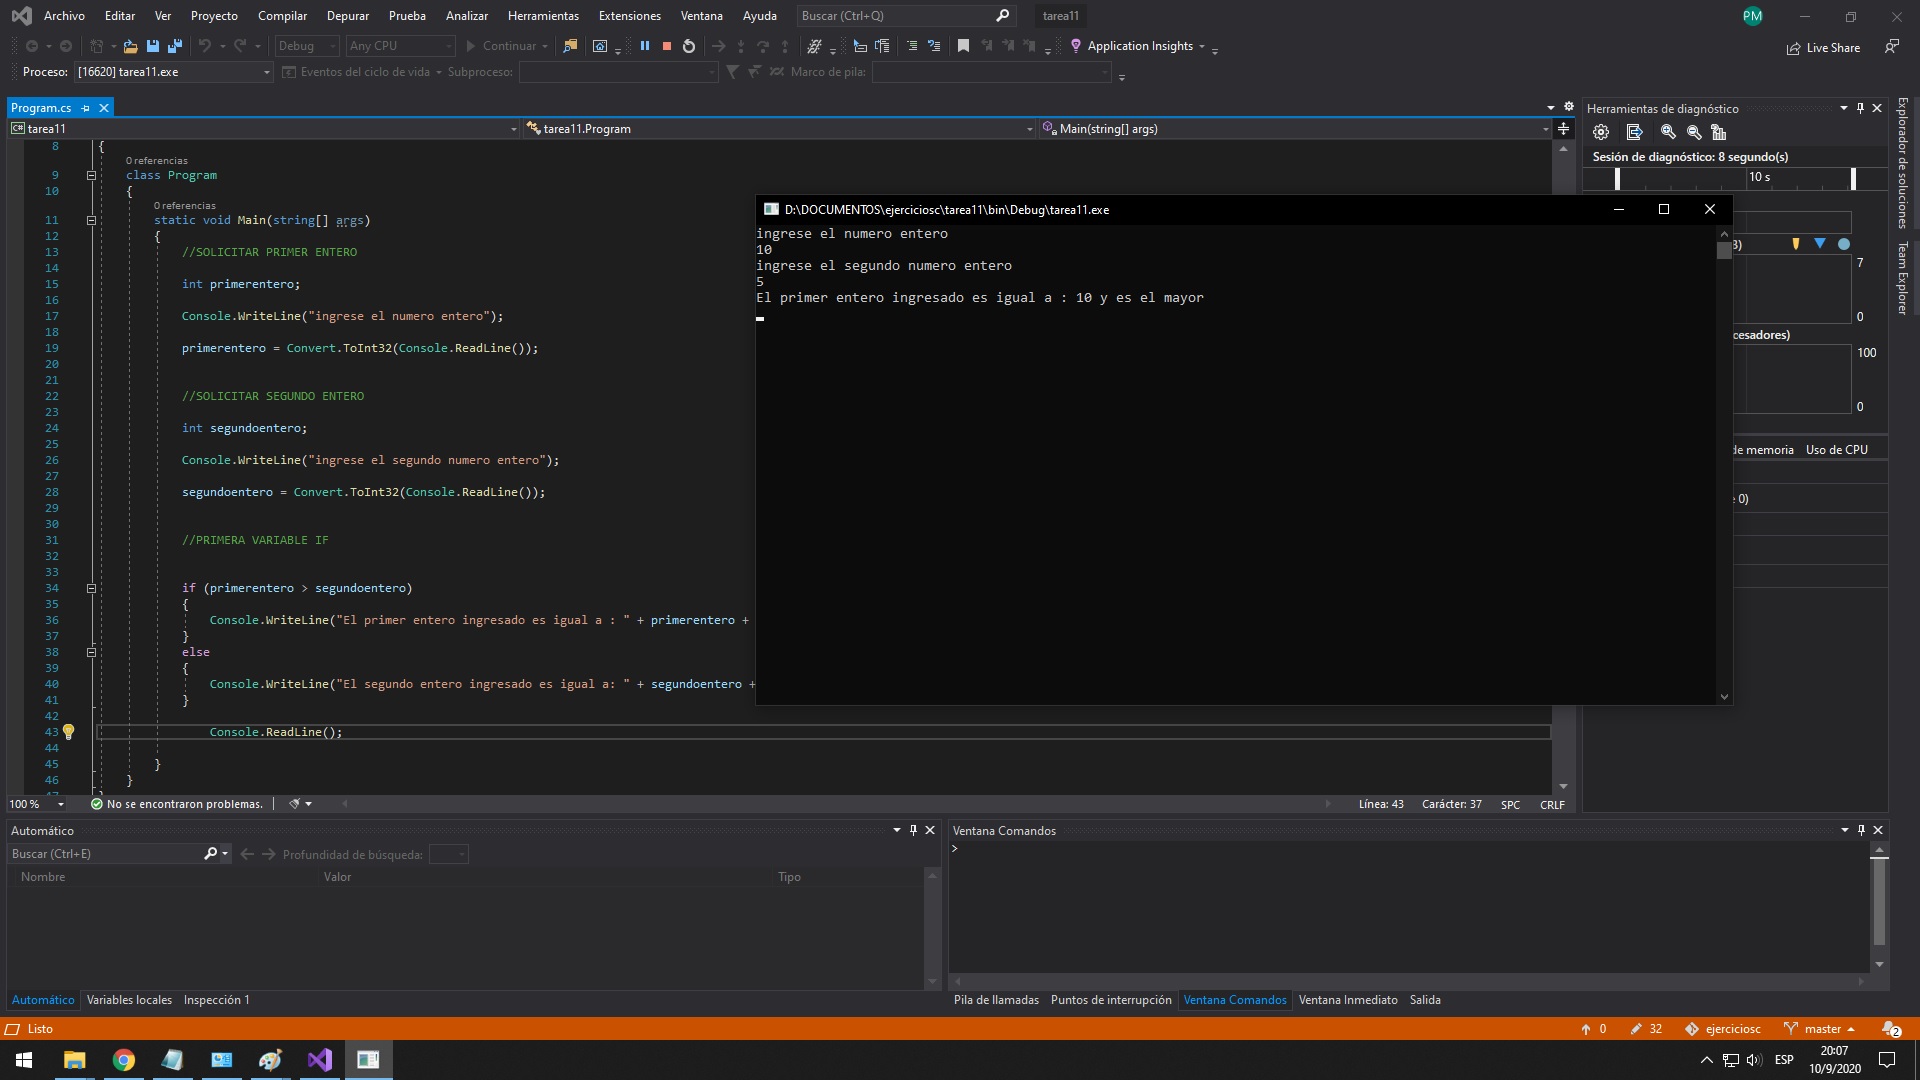 Archivo Editar Ver Proyecto Compilar Depurar Prueba Analizar Herramientas Extensiones Ventana Ayuda Buscar (Ctrl+Q) tarea11 PM
Debug Any CPU Continuar Application Insights Live Share
Proceso: [16620] tarea11.exe Eventos del ciclo de vida Subproceso: Marco de pila:
Program.cs
tarea11 tarea11.Program Main(string[] args)
8 {
0 referencias
9 class Program
10 {
0 referencias
11 static void Main(string[] args)
12 {
13 //SOLICITAR PRIMER ENTERO
14
15 int primerentero;
16
17 Console.WriteLine("ingrese el numero entero");
18
19 primerentero = Convert.ToInt32(Console.ReadLine());
20
21
22 //SOLICITAR SEGUNDO ENTERO
23
24 int segundoentero;
25
26 Console.WriteLine("ingrese el segundo numero entero");
27
28 segundoentero = Convert.ToInt32(Console.ReadLine());
29
30
31 //PRIMERA VARIABLE IF
32
33
34 if (primerentero > segundoentero)
35 {
36 Console.WriteLine("El primer entero ingresado es igual a : " + primerentero +
37 }
38 else
39 {
40 Console.WriteLine("El segundo entero ingresado es igual a: " + segundoentero +
41 }
42
43 Console.ReadLine();
44
45 }
46 }
100 % No se encontraron problemas. Línea: 43 Carácter: 37 SPC CRLF
D:\DOCUMENTOS\ejerciciosc\tarea11\bin\Debug\tarea11.exe
ingrese el numero entero
10
ingrese el segundo numero entero
5
El primer entero ingresado es igual a : 10 y es el mayor
Herramientas de diagnóstico
Sesión de diagnóstico: 8 segundo(s)
10 s
7
0
cesadores)
100
0
de memoria Uso de CPU
0)
Explorador de soluciones
Team Explorer
Automático
Buscar (Ctrl+E) Profundidad de búsqueda:
Nombre Valor Tipo
Automático Variables locales Inspección 1
Ventana Comandos
>
Pila de llamadas Puntos de interrupción Ventana Comandos Ventana Inmediato Salida
Listo 0 32 ejerciciosc master 2
ESP 20:07
10/9/2020